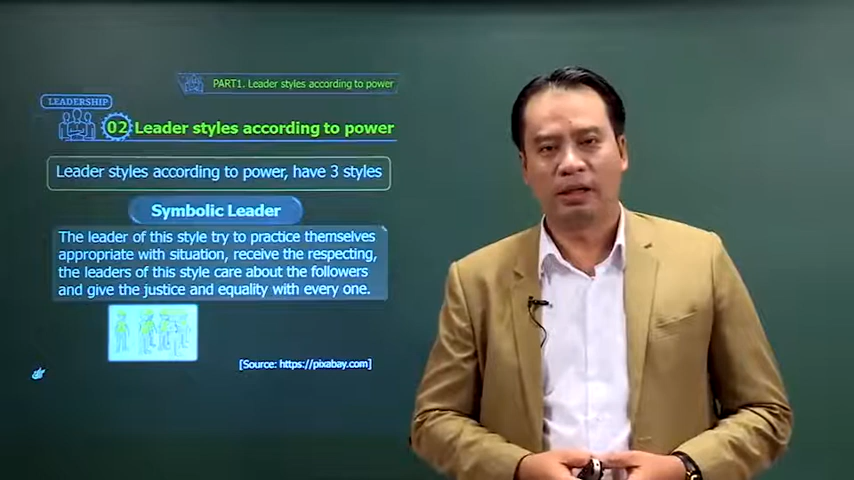 PART1. Leader styles according to power
LEADERSHIP
02 Leader styles according to power
Leader styles according to power, have 3 styles
Symbolic Leader
The leader of this style try to practice themselves
appropriate with situation, receive the respecting,
the leaders of this style care about the followers
and give the justice and equality with every one.
[Source: https://pixabay.com]